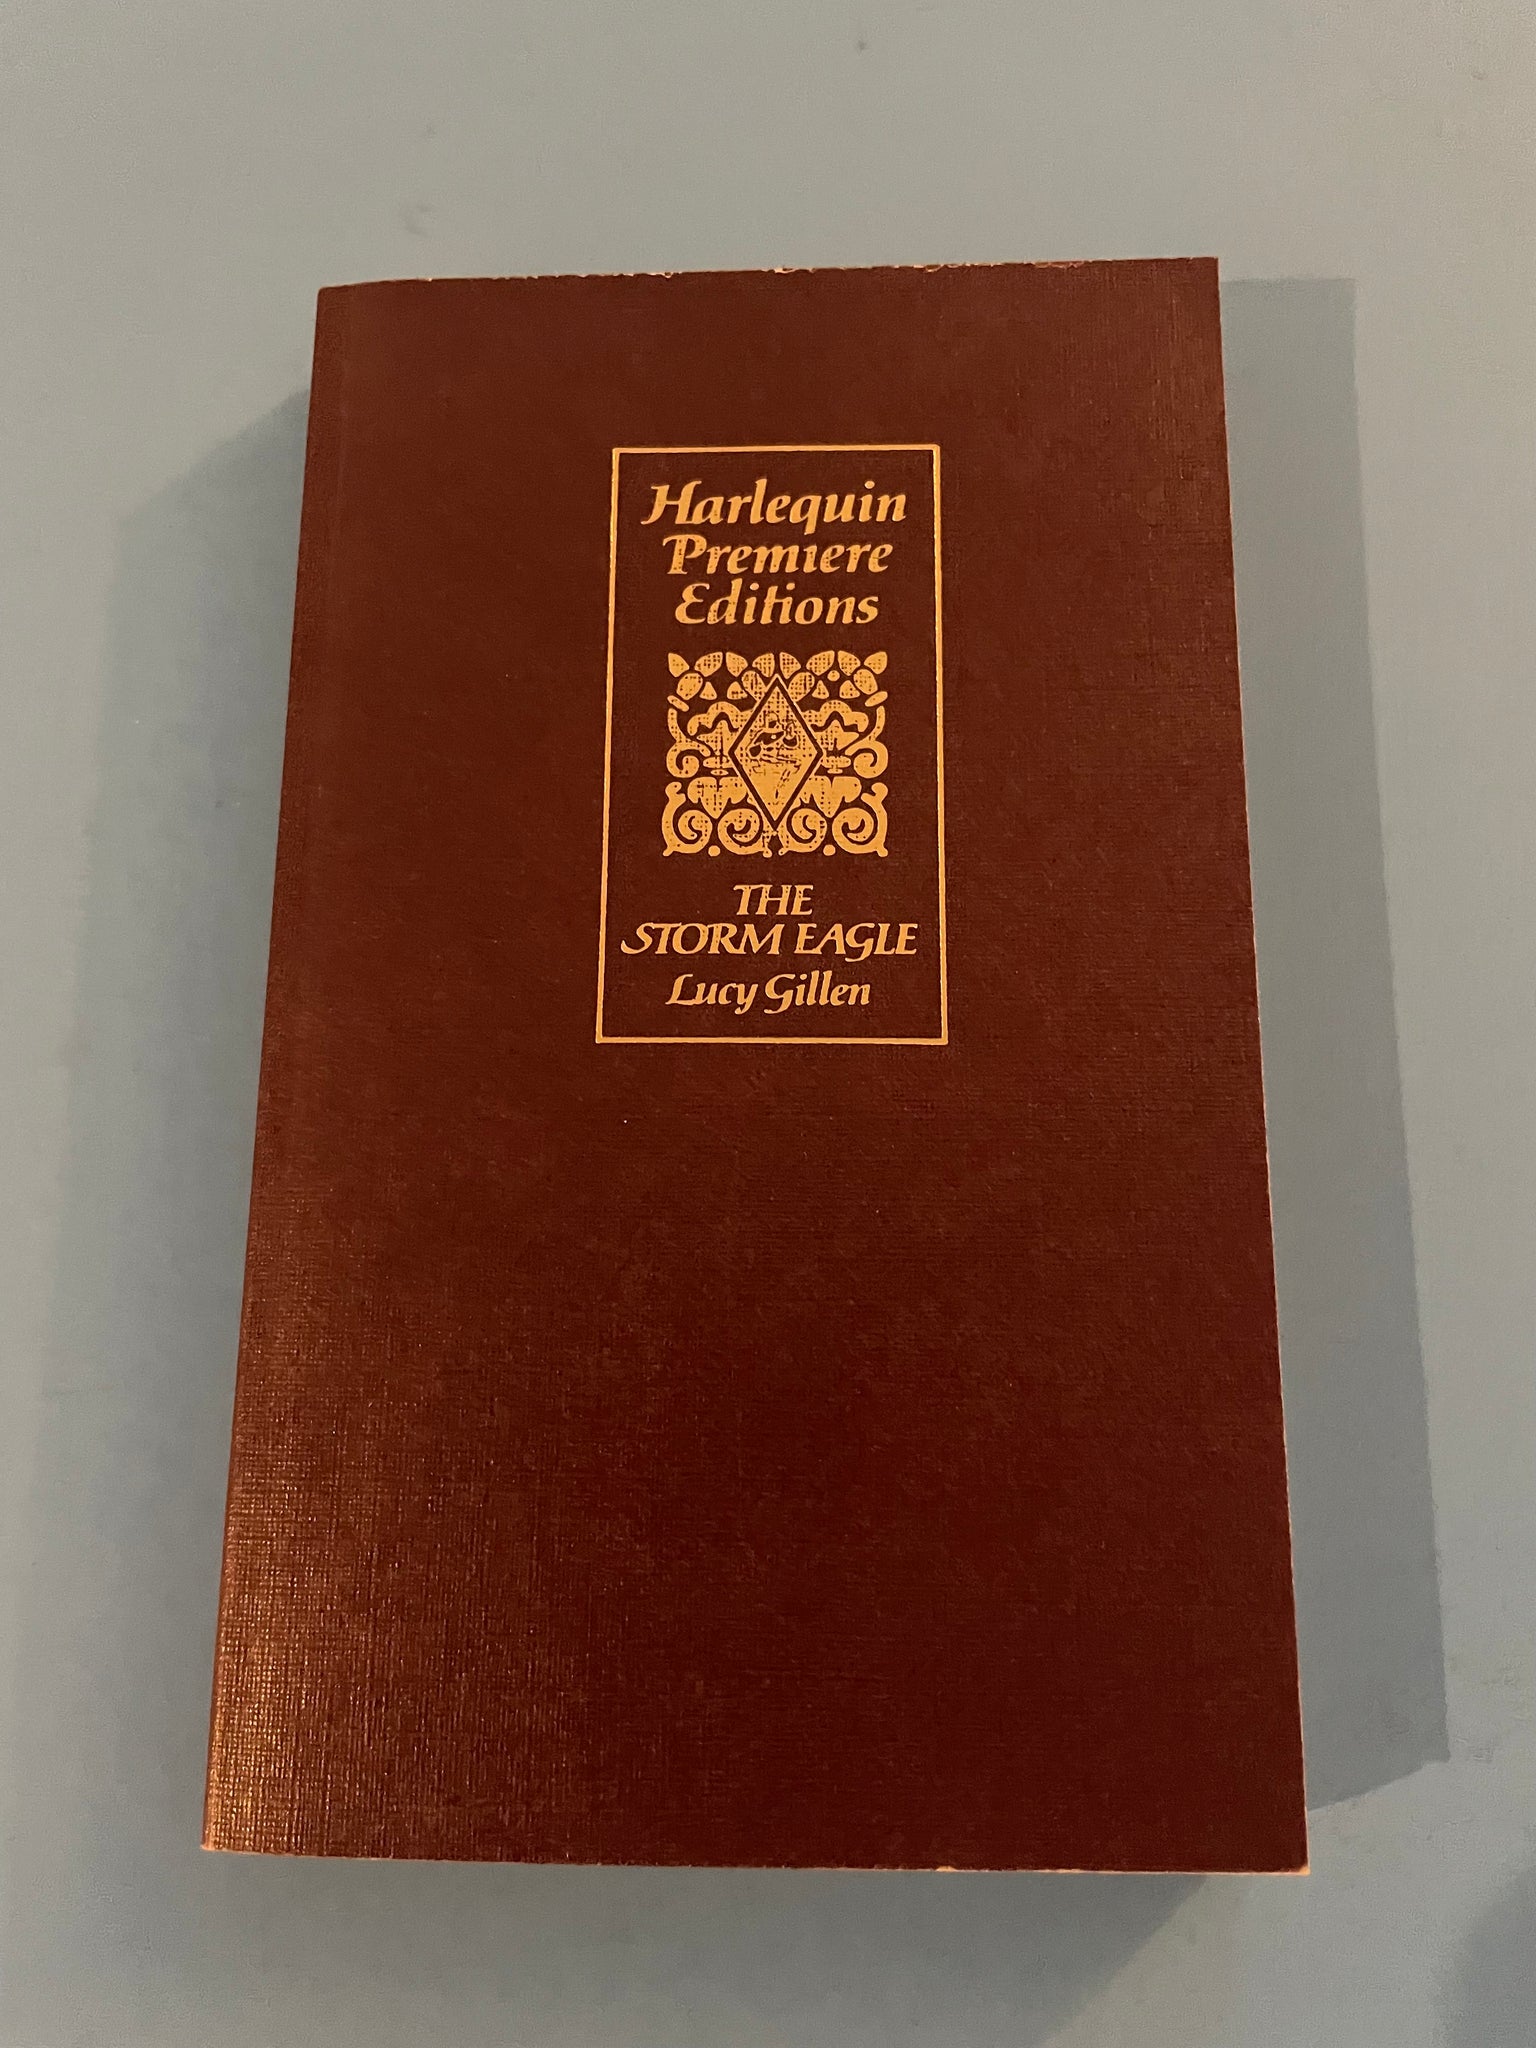 Harlequin
Premiere
Editions
THE
STORM EAGLE
Lucy Gillen